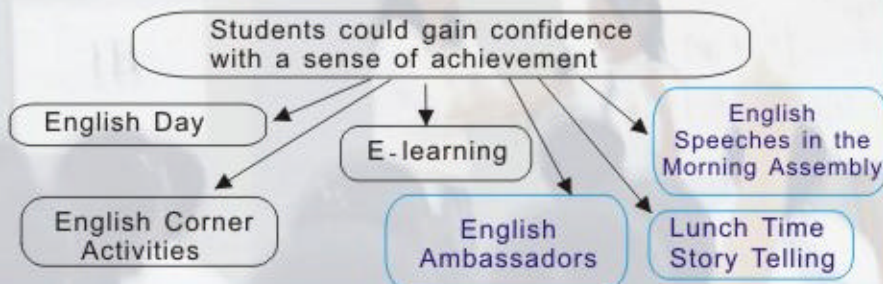 Students could gain confidence
with a sense of achievement
English Day
E-learning
English
Speeches in the
Morning Assembly
English Corner
Activities
English
Ambassadors
Lunch Time
Story Telling